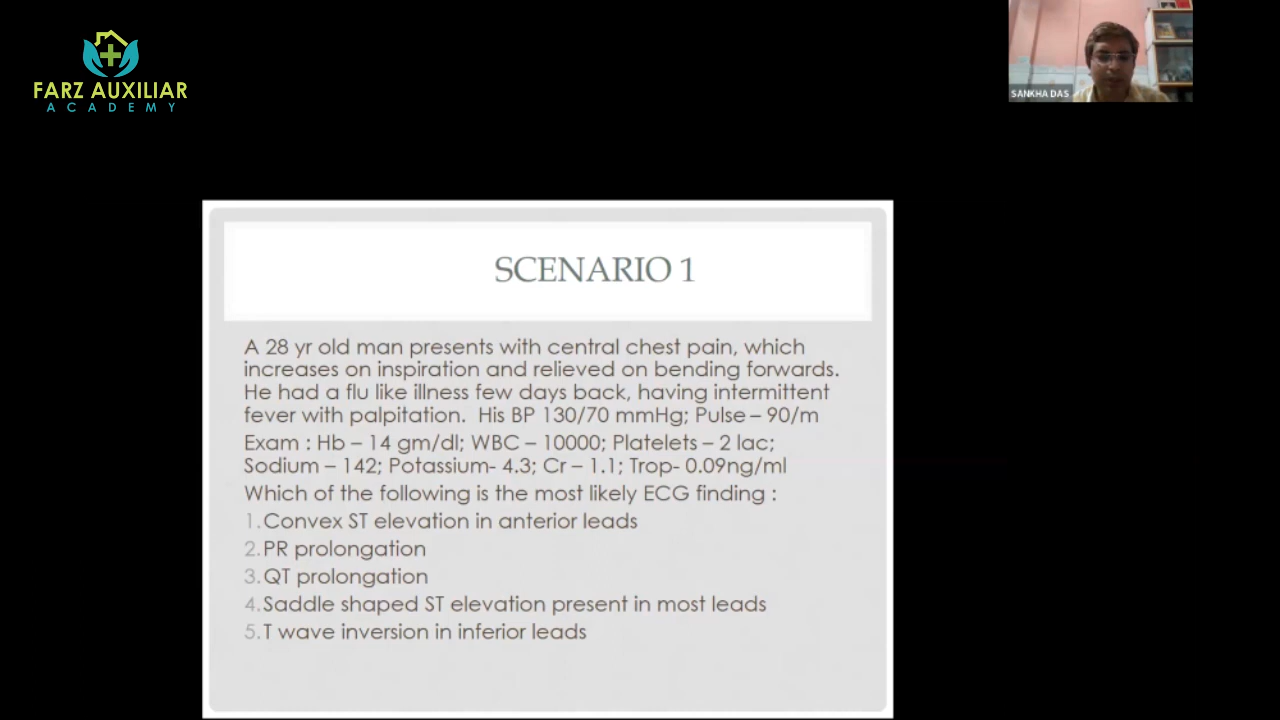 FARZ AUXILIAR
ACADEMY
SANKHA DAS
SCENARIO 1
A 28 yr old man presents with central chest pain, which
increases on inspiration and relieved on bending forwards.
He had a flu like illness few days back, having intermittent
fever with palpitation. His BP 130/70 mmHg; Pulse – 90/m
Exam : Hb – 14 gm/dl; WBC – 10000; Platelets – 2 lac;
Sodium – 142; Potassium- 4.3; Cr – 1.1; Trop- 0.09ng/ml
Which of the following is the most likely ECG finding :
1. Convex ST elevation in anterior leads
2. PR prolongation
3. QT prolongation
4. Saddle shaped ST elevation present in most leads
5. T wave inversion in inferior leads